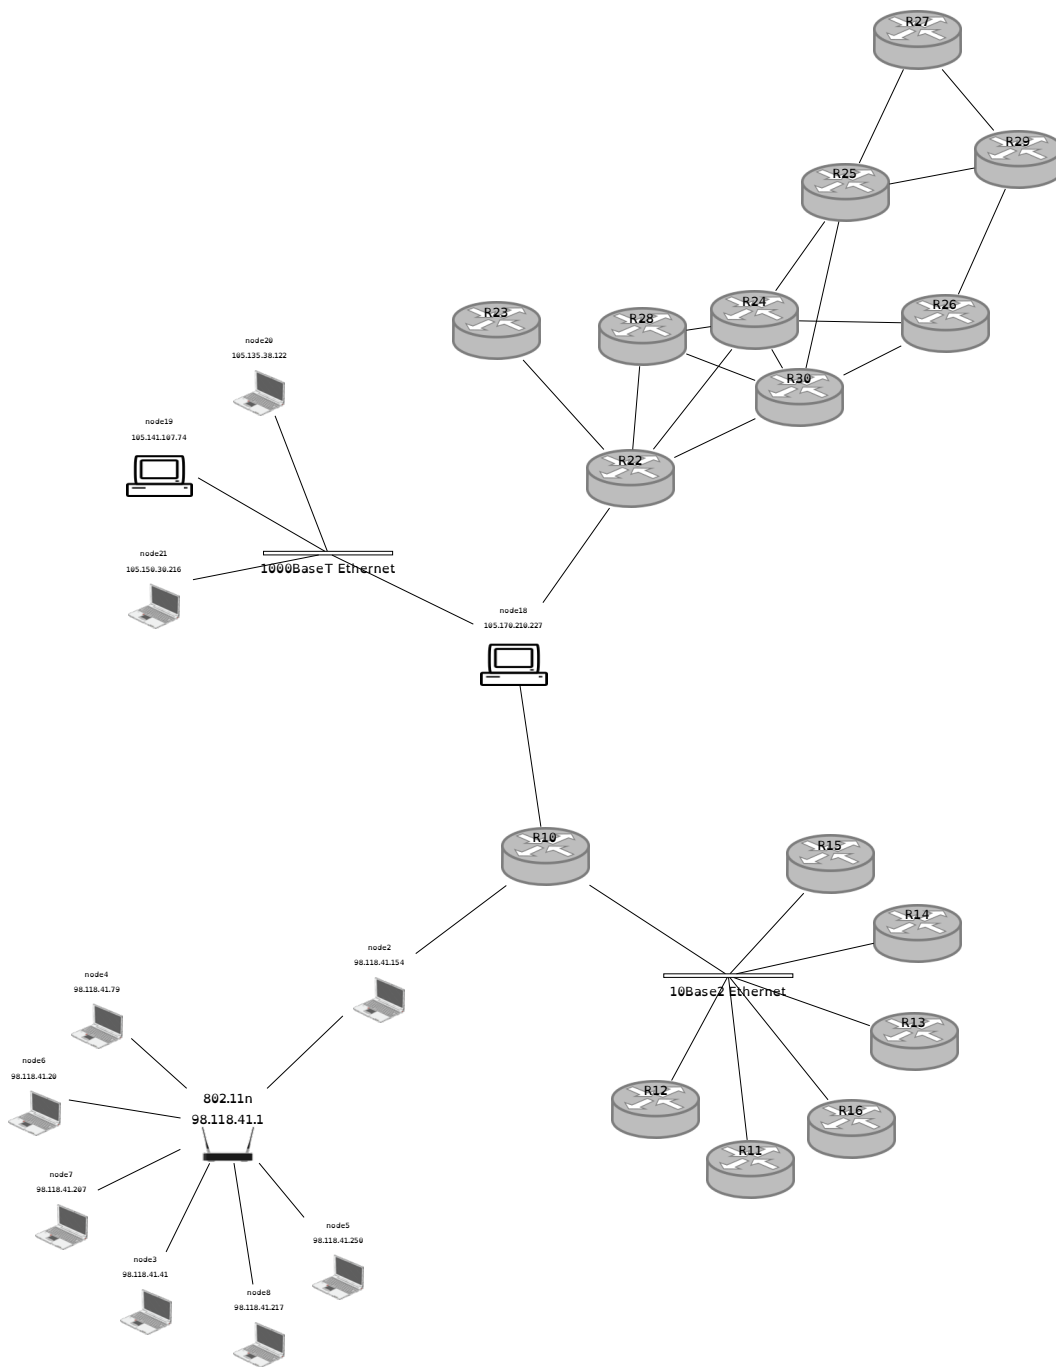 R27
R29
R25
R23
R28
R24
R26
R30
R22
node20
105.135.38.122
node19
105.141.107.74
node21
105.150.30.216
1000BaseT Ethernet
node18
105.170.210.227
R10
R15
R14
R13
10Base2 Ethernet
R12
R16
R11
node2
98.118.41.154
node4
98.118.41.79
node6
98.118.41.20
802.11n
98.118.41.1
node7
98.118.41.207
node5
98.118.41.250
node3
98.118.41.41
node8
98.118.41.217